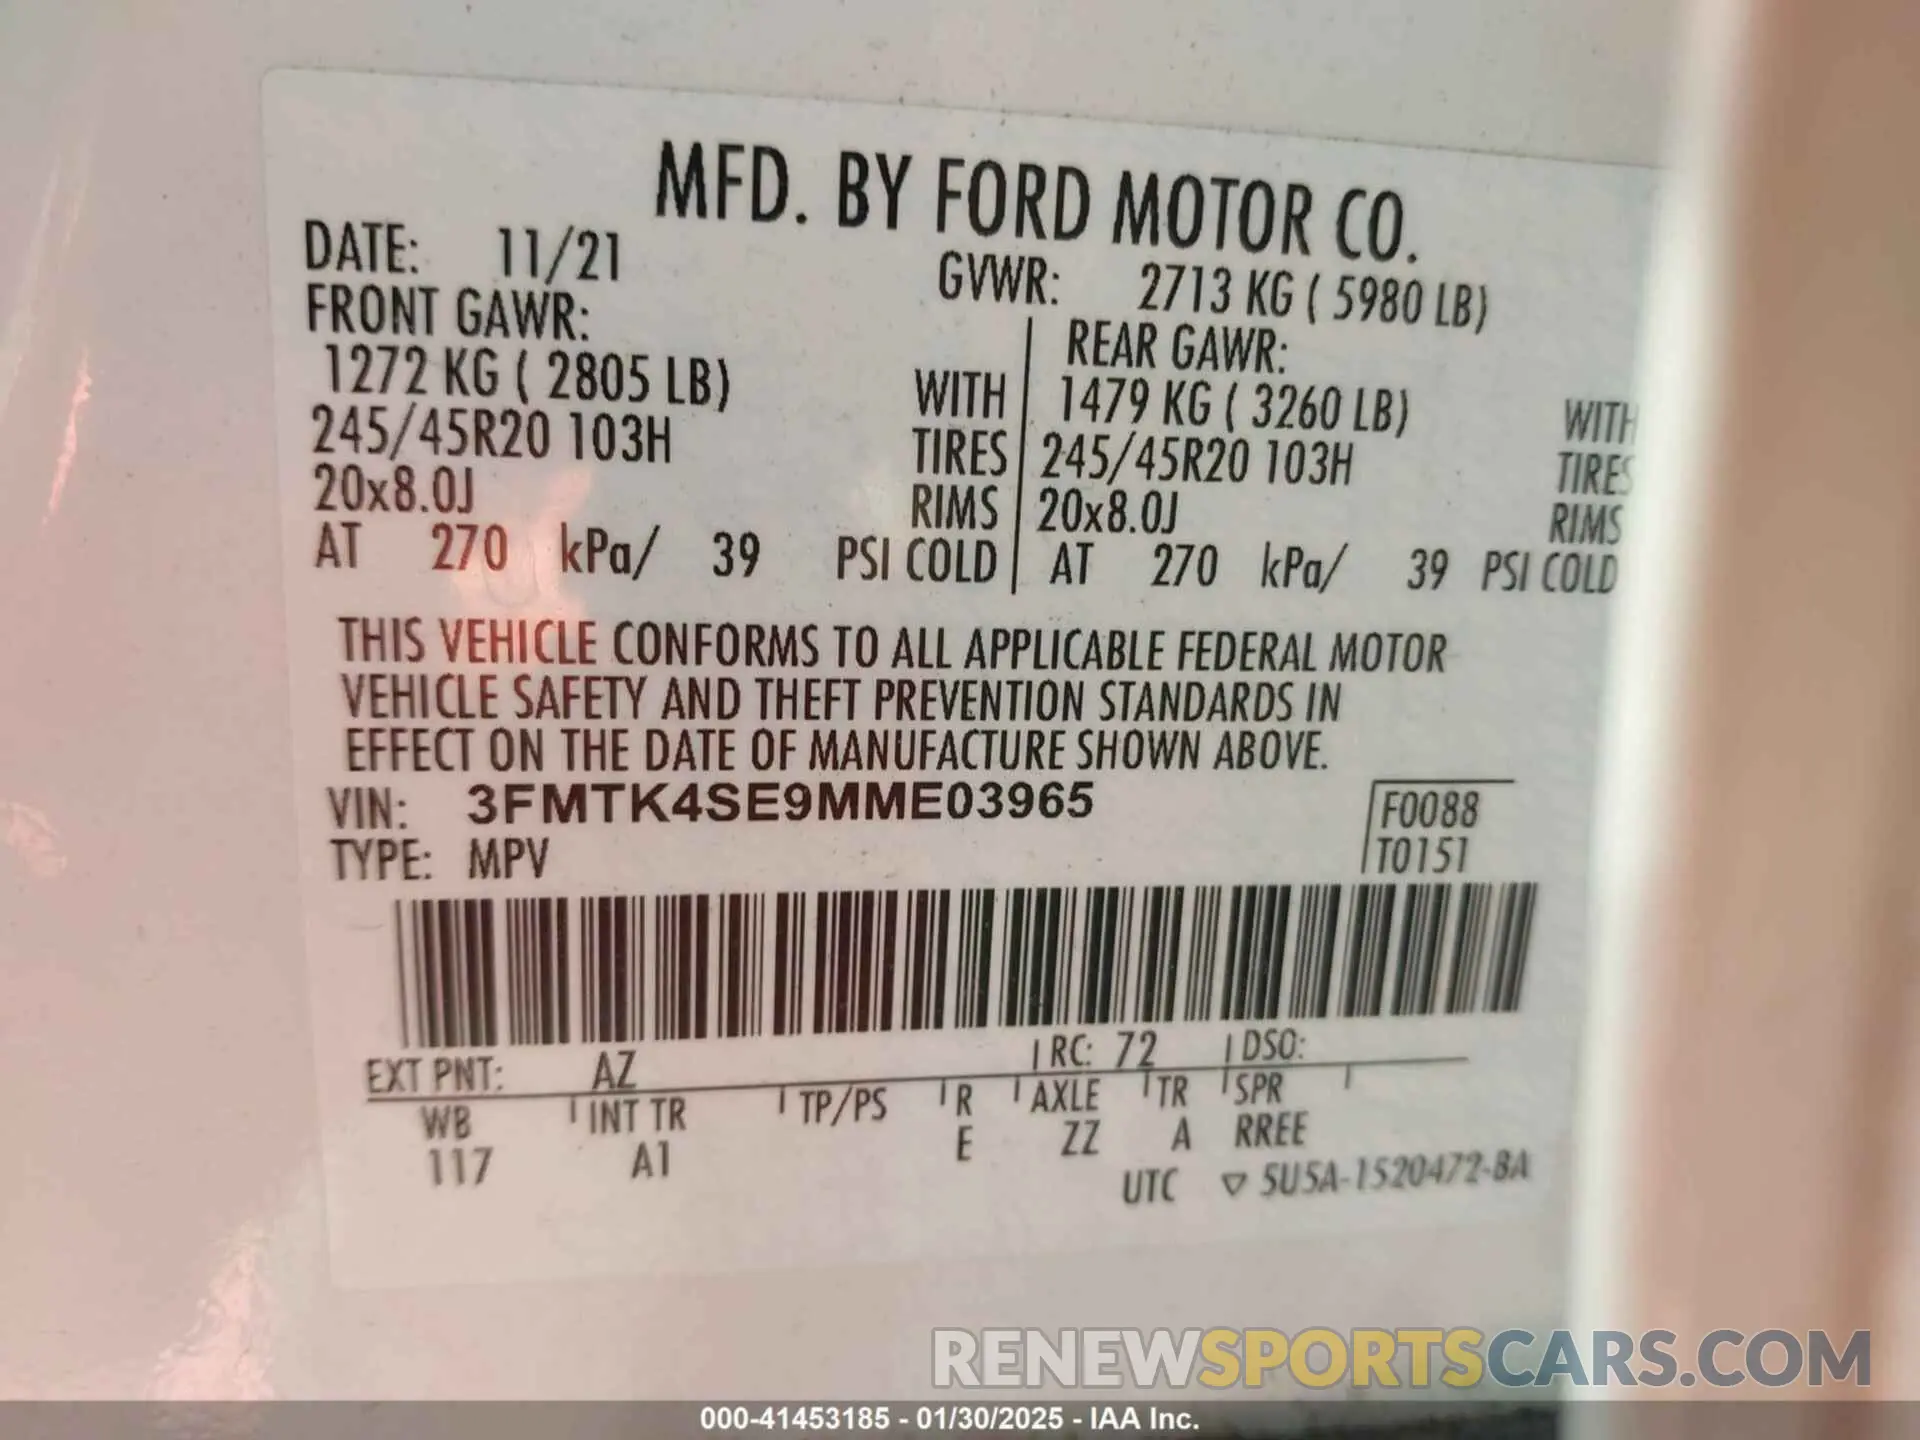 MFD. BY FORD MOTOR CO.
DATE: 11/21 GVWR: 2713 KG ( 5980 LB)
FRONT GAWR: REAR GAWR:
1272 KG ( 2805 LB) WITH 1479 KG ( 3260 LB) WITH
245/45R20 103H TIRES 245/45R20 103H TIRES
20x8.0J RIMS 20x8.0J RIMS
AT 270 kPa/ 39 PSI COLD AT 270 kPa/ 39 PSI COLD
THIS VEHICLE CONFORMS TO ALL APPLICABLE FEDERAL MOTOR
VEHICLE SAFETY AND THEFT PREVENTION STANDARDS IN
EFFECT ON THE DATE OF MANUFACTURE SHOWN ABOVE.
VIN: 3FMTK4SE9MME03965 F0088
TYPE: MPV T0151
EXT PNT: AZ RC: 72 DSO:
WB INT TR TP/PS R AXLE TR SPR
117 A1 E ZZ A RREE
UTC ▽ 5U5A-1520472-BA
RENEWSPORTSCARS.COM
000-41453185 - 01/30/2025 - IAA Inc.